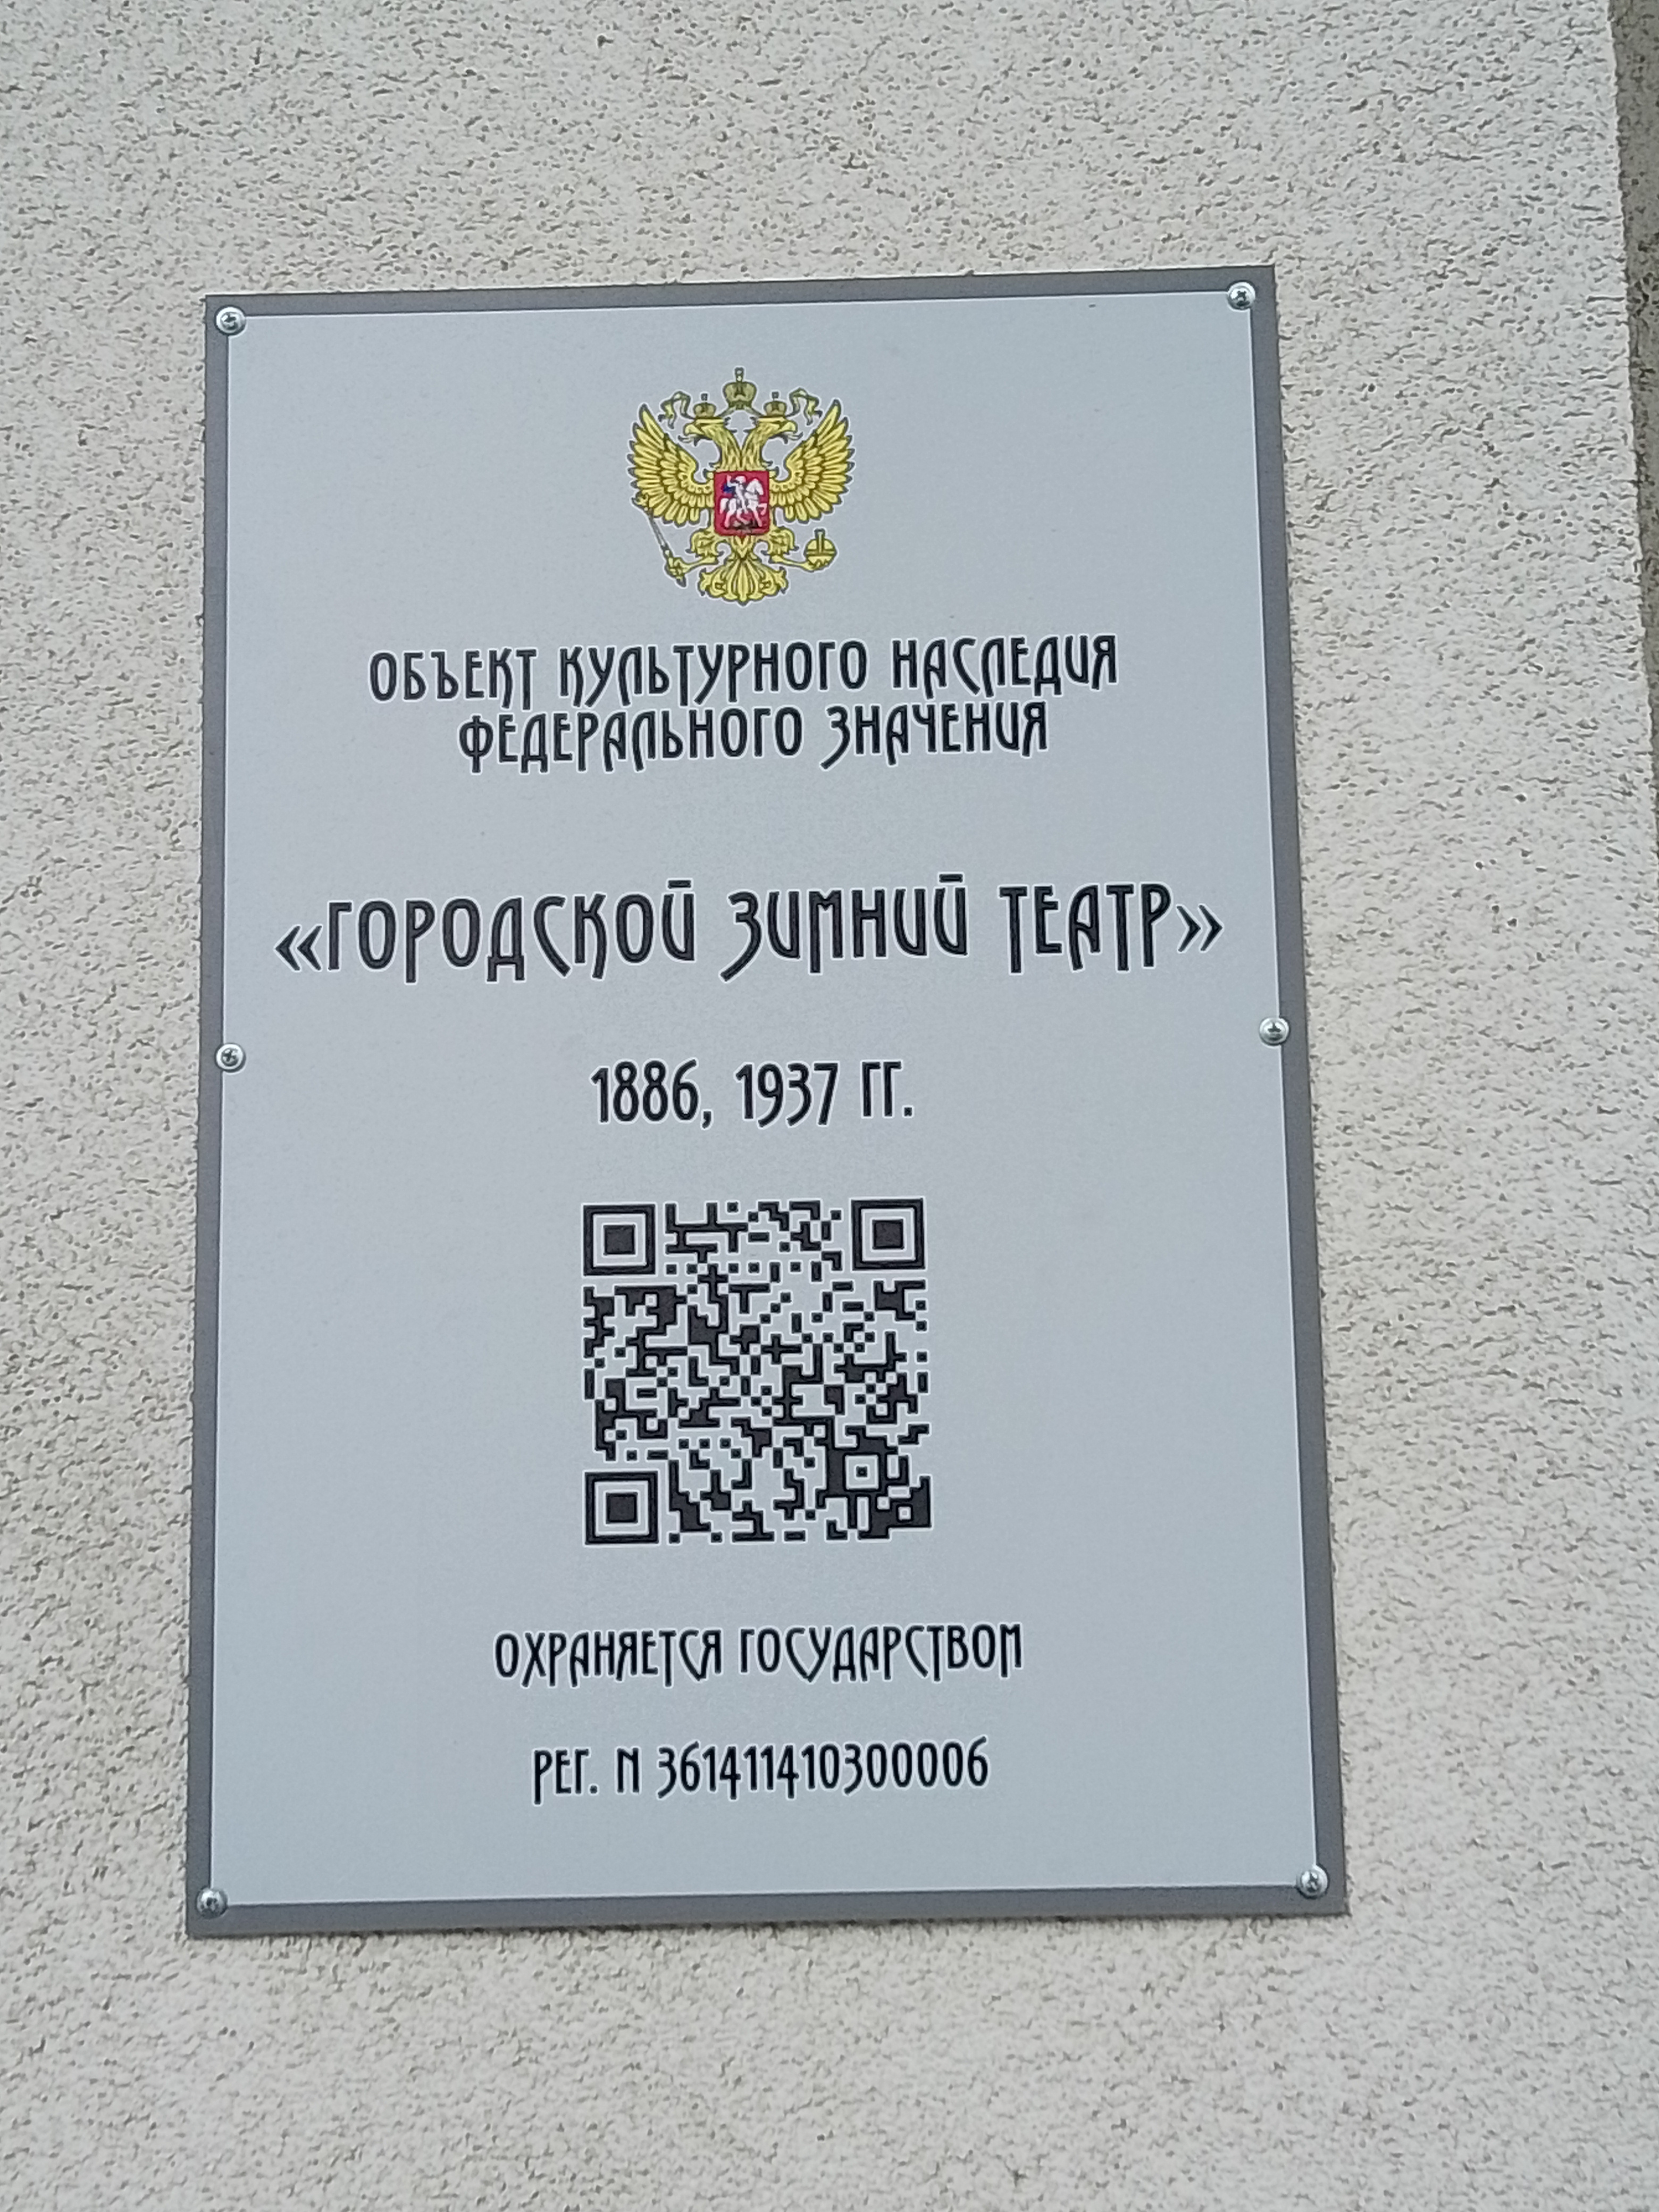 ОБЪЕКТ КУЛЬТУРНОГО НАСЛЕДИЯ
ФЕДЕРАЛЬНОГО ЗНАЧЕНИЯ
«ГОРОДСКОЙ ЗИМНИЙ ТЕАТР»
1886, 1937 ГГ.
ОХРАНЯЕТСЯ ГОСУДАРСТВОМ
РЕГ. N 361411410300006